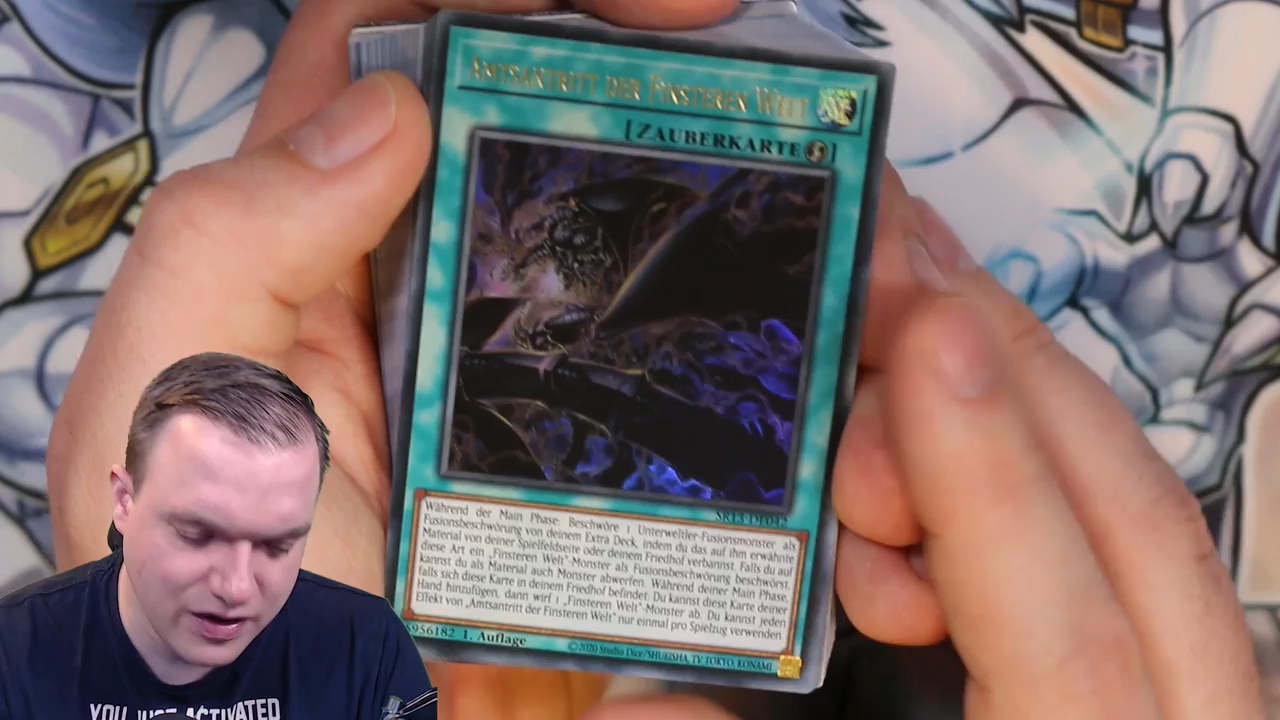 Amtsantritt der Finsteren Welt
[ZAUBERKARTE]
SR13-DE042
Während der Main Phase: Beschwöre 1 Unterweltler-Fusionsmonster als
Fusionsbeschwörung von deinem Extra Deck, indem du das auf ihm erwähnte
Material von deiner Spielfeldseite oder deinem Friedhof verbannst. Falls du auf
diese Art ein „Finsteren Welt"-Monster als Fusionsbeschwörung beschwörst,
kannst du als Material auch Monster abwerfen. Während deiner Main Phase,
falls sich diese Karte in deinem Friedhof befindet: Du kannst diese Karte deiner
Hand hinzufügen, dann wirf 1 „Finsteren Welt"-Monster ab. Du kannst jeden
Effekt von „Amtsantritt der Finsteren Welt" nur einmal pro Spielzug verwenden.
956182 1. Auflage
©2020 Studio Dice/SHUEISHA, TV TOKYO, KONAMI
YOU JUST ACTIVATED